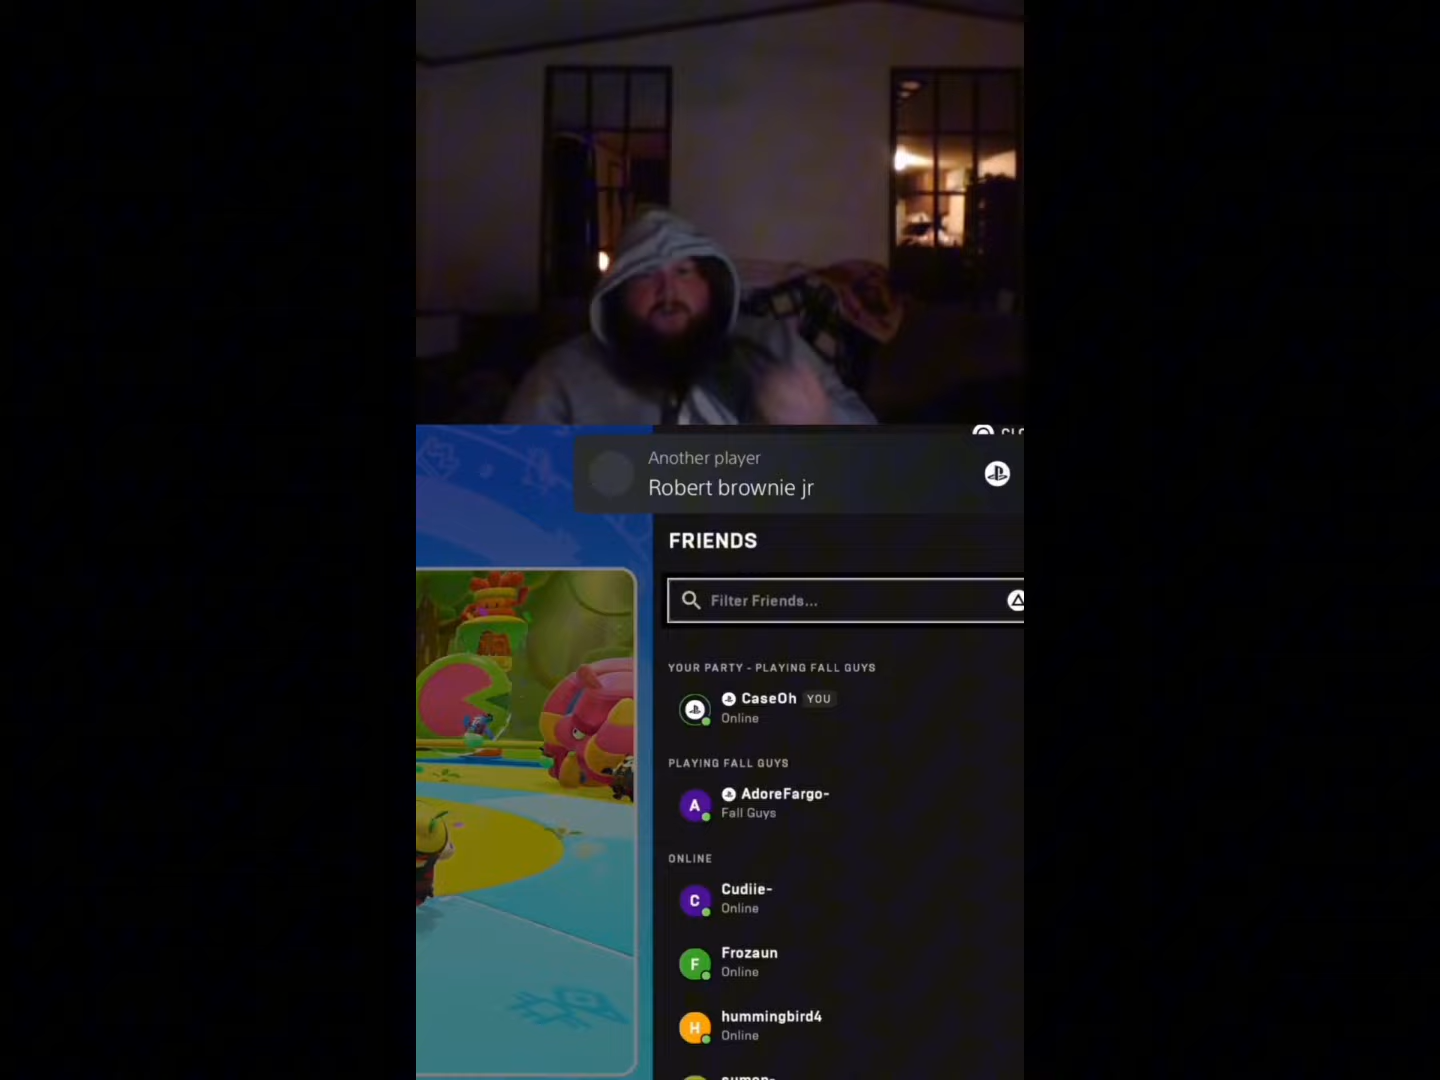 Another player
Robert brownie jr
FRIENDS
Filter Friends...
YOUR PARTY - PLAYING FALL GUYS
CaseOh YOU
Online
PLAYING FALL GUYS
A AdoreFargo-
Fall Guys
ONLINE
C Cudiie-
Online
F Frozaun
Online
H hummingbird4
Online